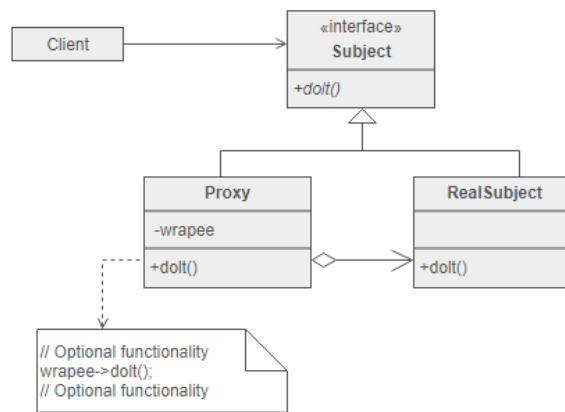 Client
«interface»
Subject
+doIt()
Proxy
-wrapee
+doIt()
RealSubject
+doIt()
// Optional functionality
wrapee->doIt();
// Optional functionality